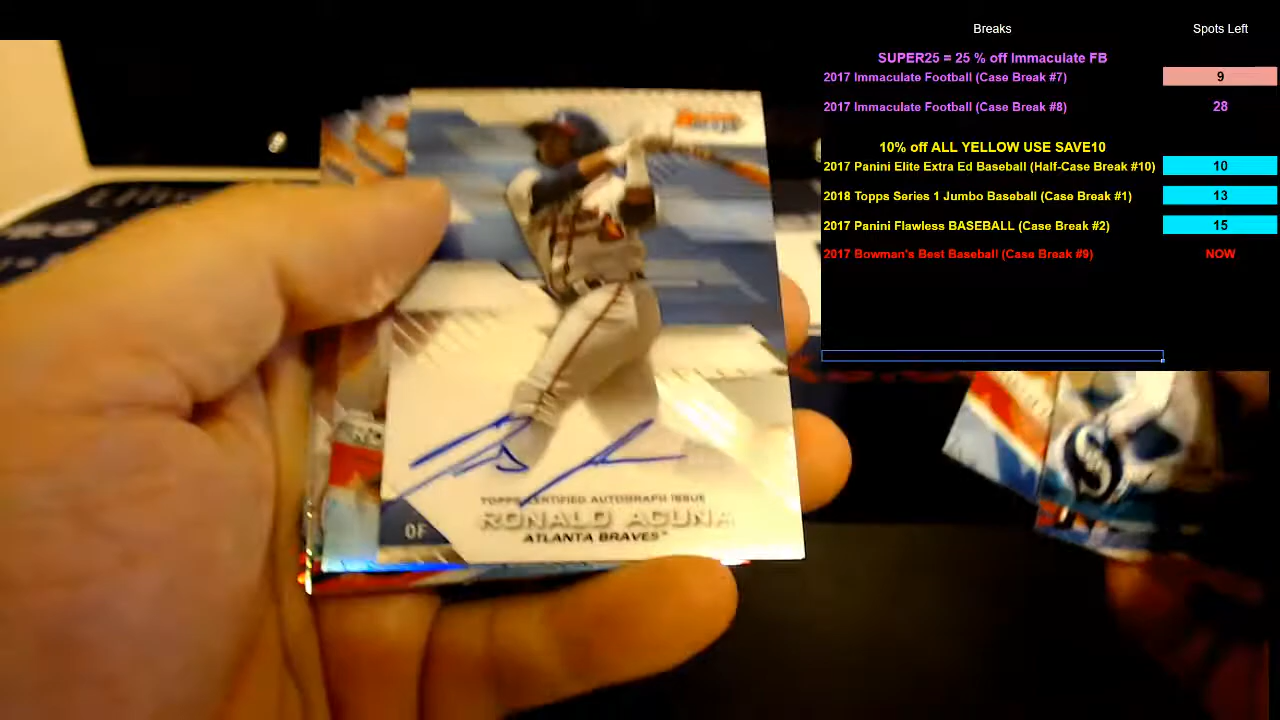 Breaks
Spots Left
SUPER25 = 25 % off Immaculate FB
2017 Immaculate Football (Case Break #7)
9
2017 Immaculate Football (Case Break #8)
28
10% off ALL YELLOW USE SAVE10
2017 Panini Elite Extra Ed Baseball (Half-Case Break #10)
10
2018 Topps Series 1 Jumbo Baseball (Case Break #1)
13
2017 Panini Flawless BASEBALL (Case Break #2)
15
2017 Bowman's Best Baseball (Case Break #9)
NOW
TOPPS CERTIFIED AUTOGRAPH ISSUE
RONALD ACUNA
OF
ATLANTA BRAVES™